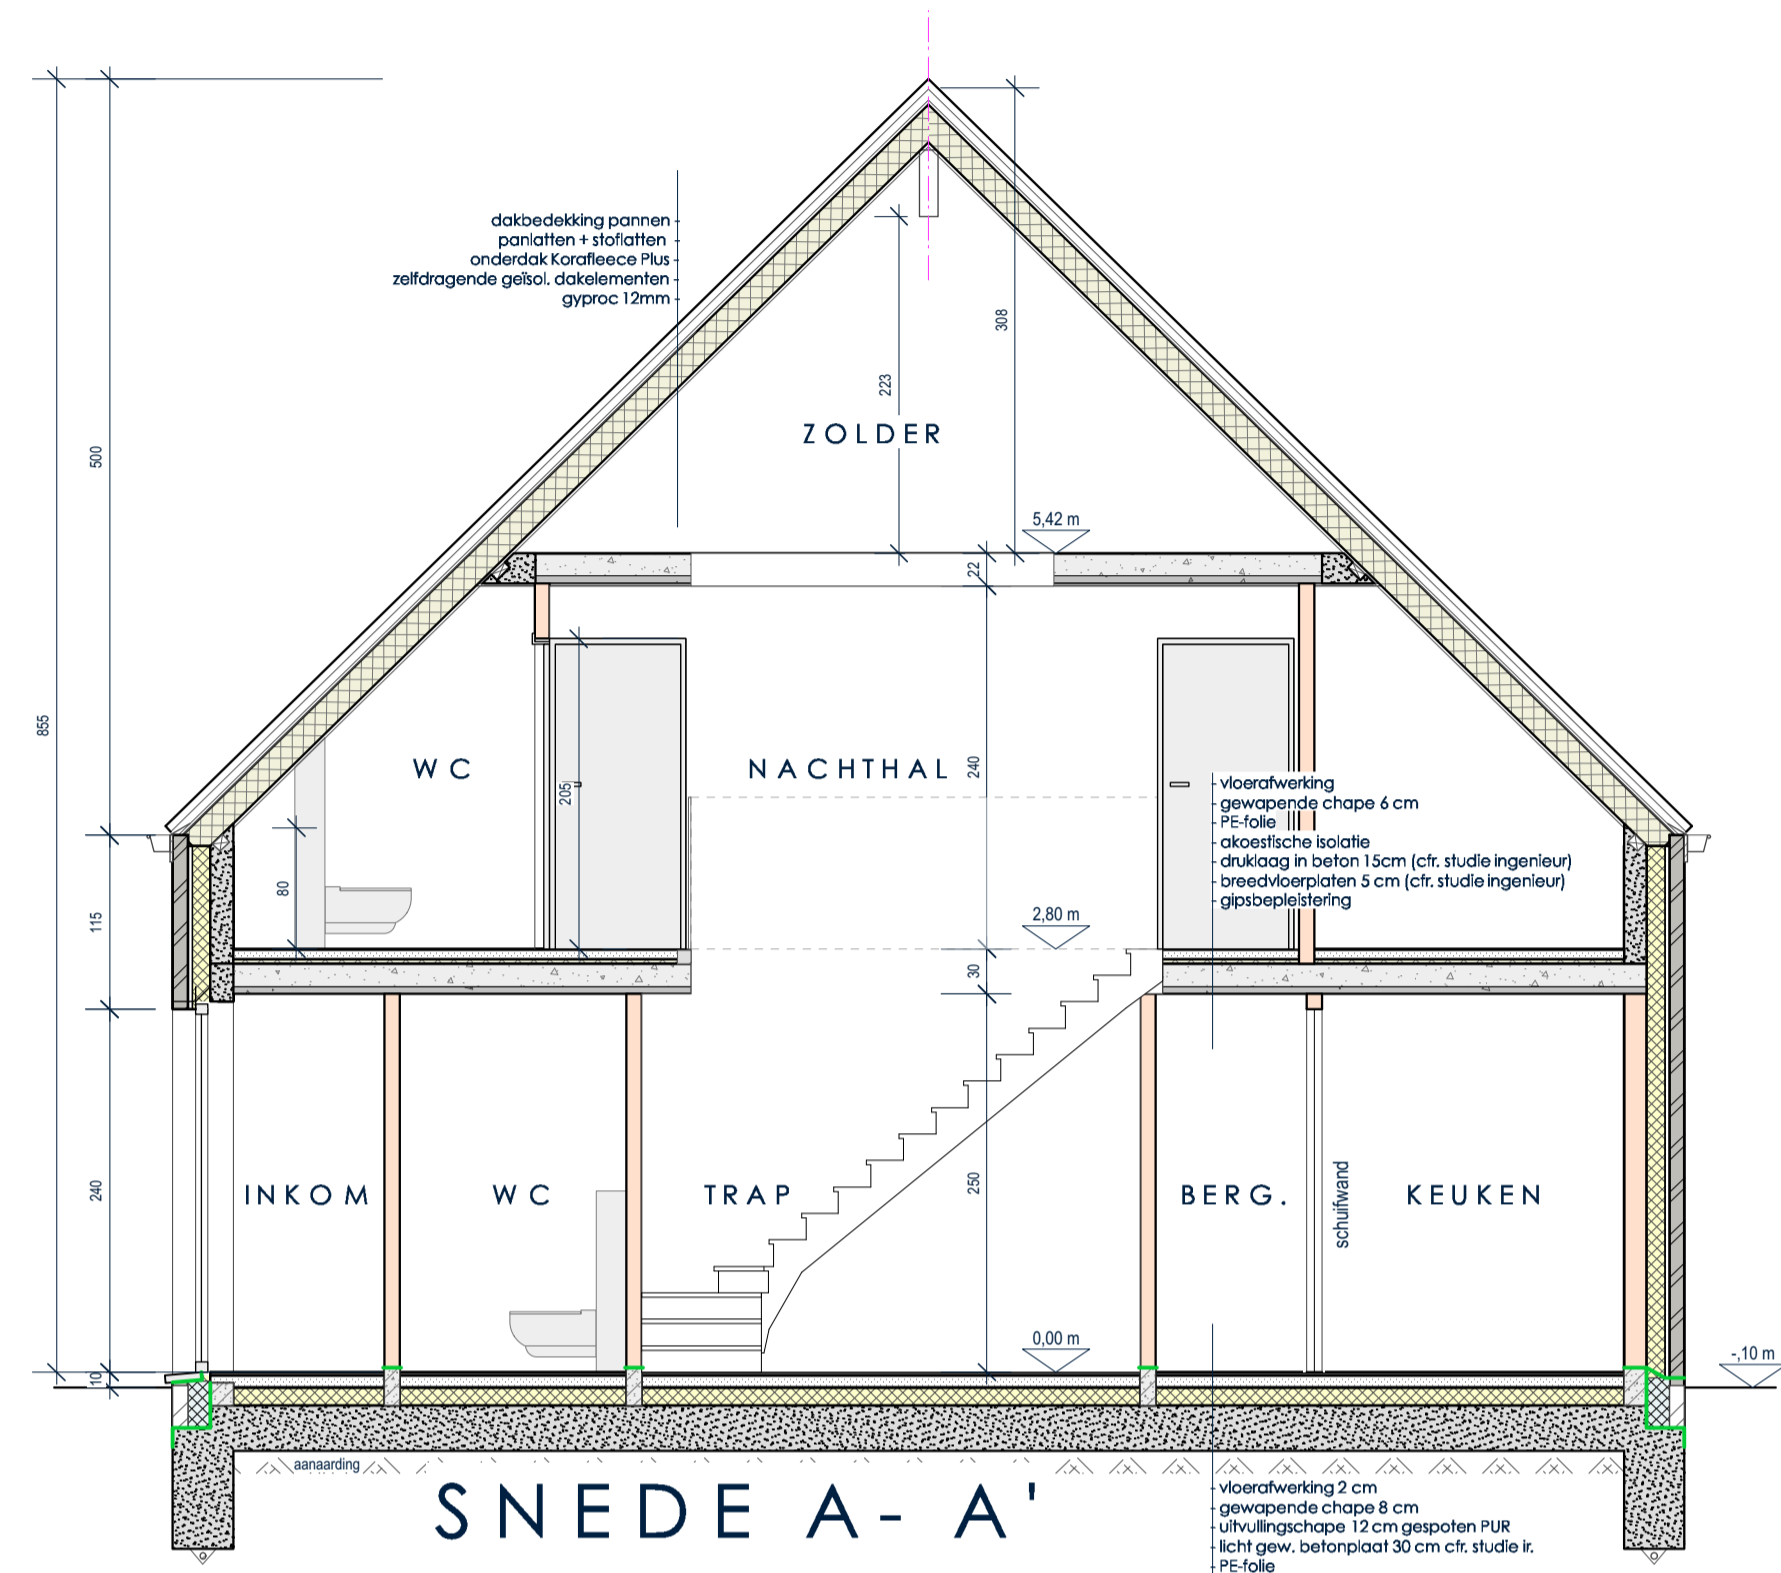 dakbedekking pannen
panlatten + stoflatten
onderdak Korafleece Plus
zelfdragende geïsol. dakelementen
gyproc 12mm
308
223
ZOLDER
500
5,42 m
22
855
WC
NACHTHAL
240
205
vloerafwerking
gewapende chape 6 cm
PE-folie
akoestische isolatie
druklaag in beton 15cm (cfr. studie ingenieur)
breedvloerplaten 5 cm (cfr. studie ingenieur)
gipsbepleistering
80
115
2,80 m
30
240
INKOM
WC
TRAP
250
BERG.
schuifwand
KEUKEN
0,00 m
-,10 m
10
aanaarding
SNEDE A- A'
vloerafwerking 2 cm
gewapende chape 8 cm
uitvullingschape 12 cm gespoten PUR
licht gew. betonplaat 30 cm cfr. studie ir.
PE-folie